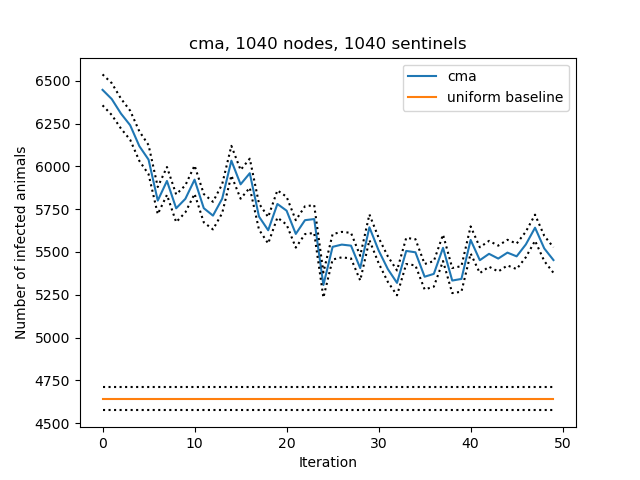 cma, 1040 nodes, 1040 sentinels
cma
uniform baseline
Number of infected animals
6500
6250
6000
5750
5500
5250
5000
4750
4500
0 10 20 30 40 50
Iteration